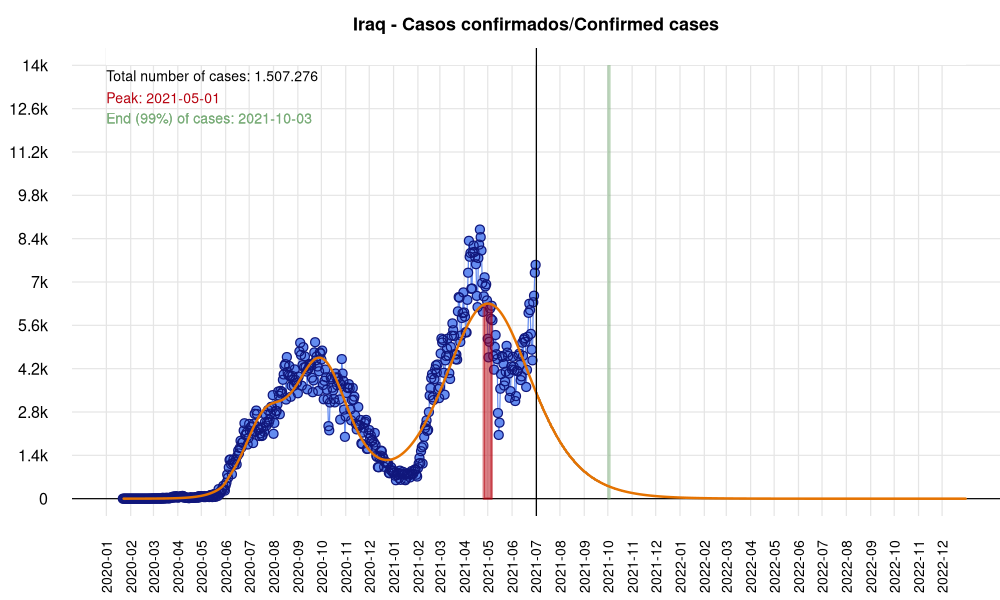 Iraq - Casos confirmados/Confirmed cases
Total number of cases: 1.507.276
Peak: 2021-05-01
End (99%) of cases: 2021-10-03
14k
12.6k
11.2k
9.8k
8.4k
7k
5.6k
4.2k
2.8k
1.4k
0
2020-01
2020-02
2020-03
2020-04
2020-05
2020-06
2020-07
2020-08
2020-09
2020-10
2020-11
2020-12
2021-01
2021-02
2021-03
2021-04
2021-05
2021-06
2021-07
2021-08
2021-09
2021-10
2021-11
2021-12
2022-01
2022-02
2022-03
2022-04
2022-05
2022-06
2022-07
2022-08
2022-09
2022-10
2022-11
2022-12